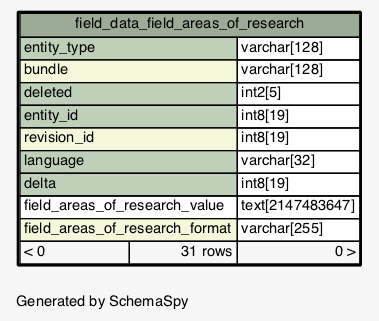 field_data_field_areas_of_research
entity_type varchar[128]
bundle varchar[128]
deleted int2[5]
entity_id int8[19]
revision_id int8[19]
language varchar[32]
delta int8[19]
field_areas_of_research_value text[2147483647]
field_areas_of_research_format varchar[255]
< 0 31 rows 0 >
Generated by SchemaSpy